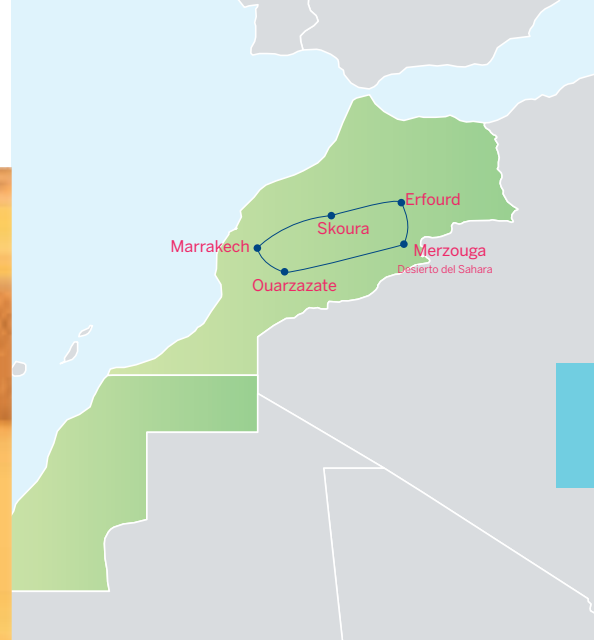 Erfourd
Skoura
Marrakech
Merzouga
Desierto del Sahara
Ouarzazate